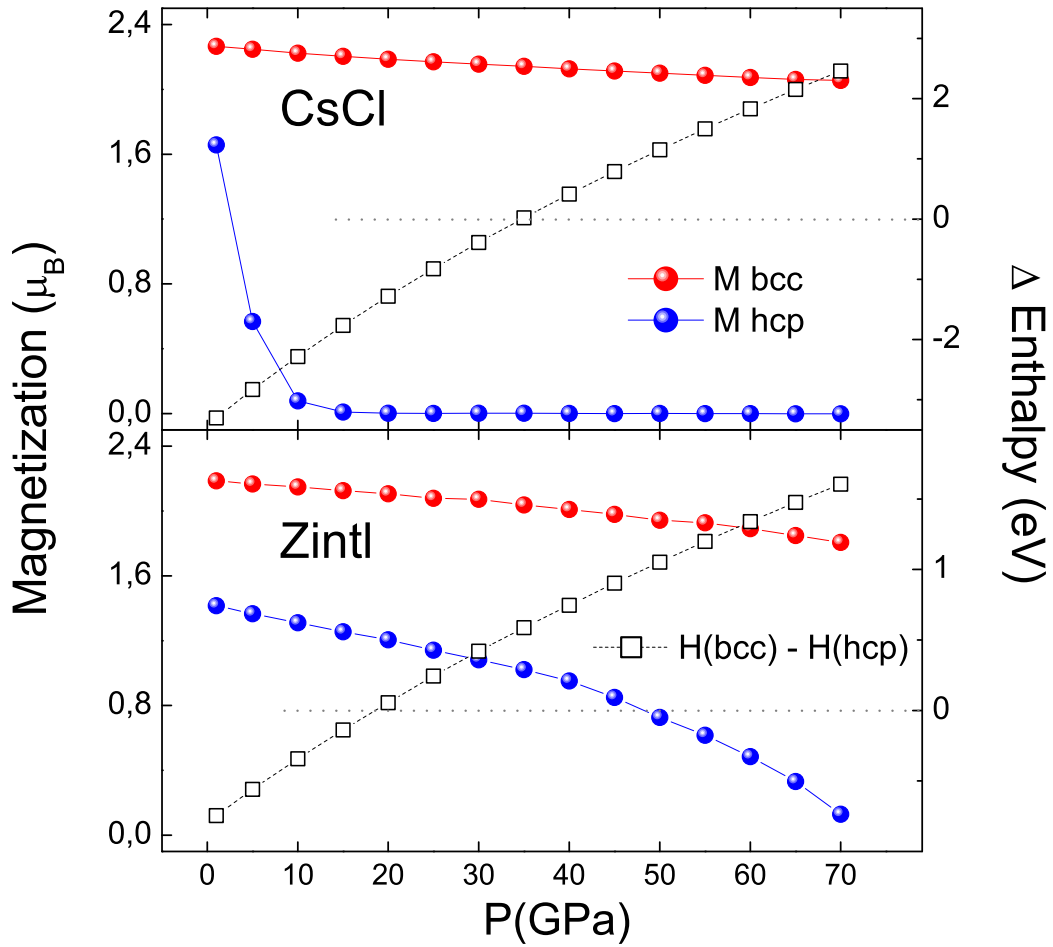 2,4
1,6
0,8
0,0
CsCl
2
0
-2
M bcc
M hcp
Magnetization (μB)
Δ Enthalpy (eV)
2,4
1,6
0,8
0,0
Zintl
1
0
H(bcc) - H(hcp)
0 10 20 30 40 50 60 70
P(GPa)